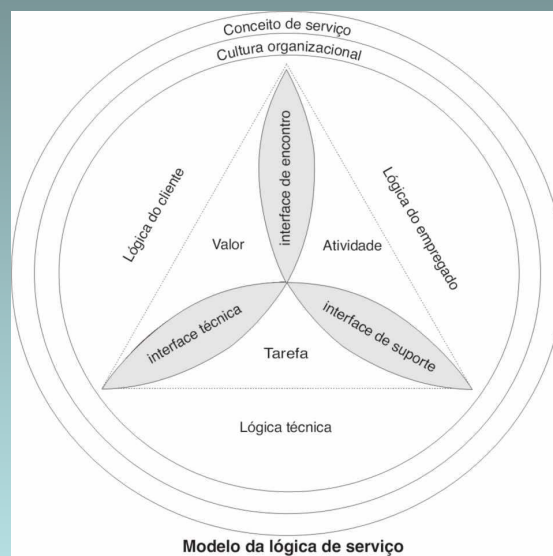 Conceito de serviço
Cultura organizacional
Lógica do cliente
interface de encontro
Lógica do empregado
Valor
Atividade
interface técnica
interface de suporte
Tarefa
Lógica técnica
Modelo da lógica de serviço